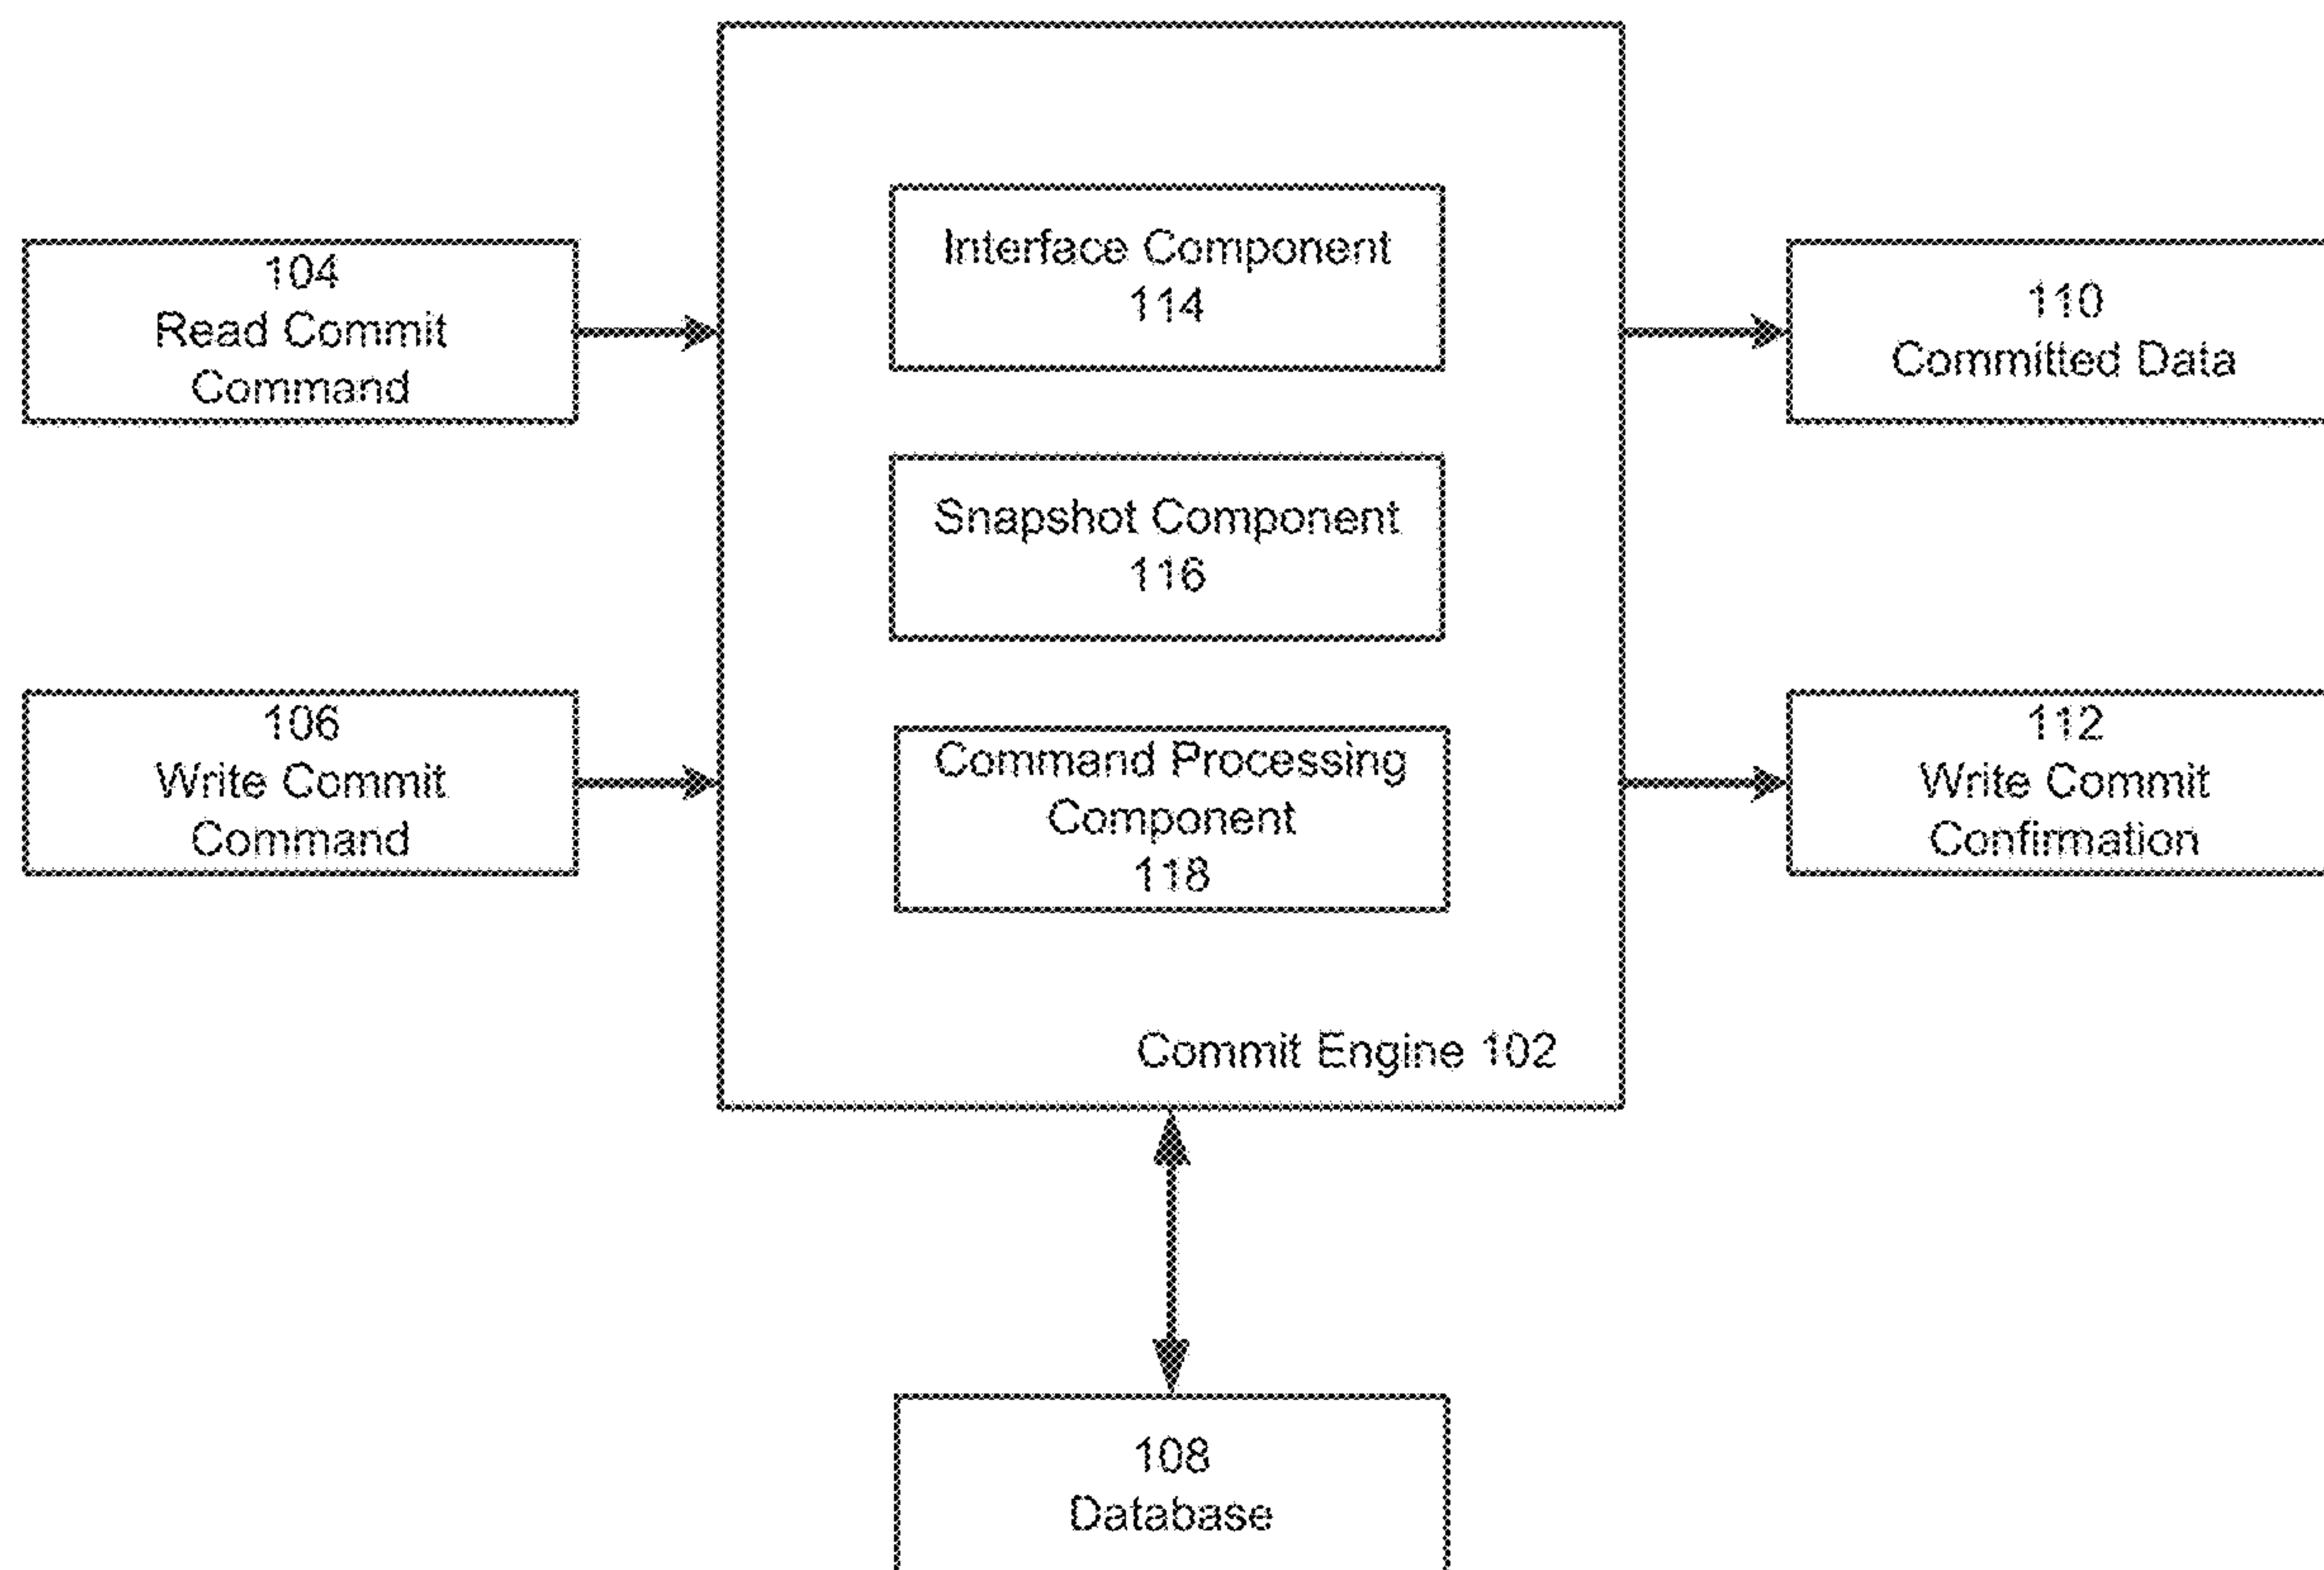 104
Read Commit
Command
106
Write Commit
Command
Interface Component
114
Snapshot Component
116
Command Processing
Component
118
Commit Engine 102
110
Committed Data
112
Write Commit
Confirmation
108
Database